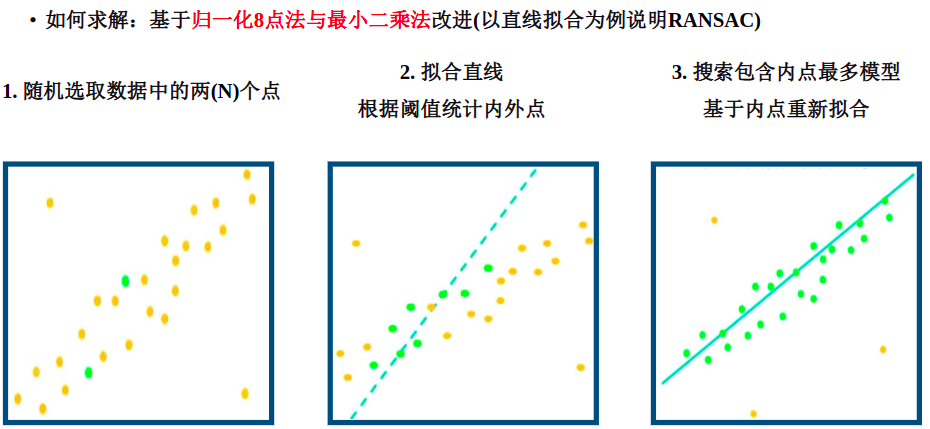 • 如何求解：基于归一化8点法与最小二乘法改进(以直线拟合为例说明RANSAC)
1. 随机选取数据中的两(N)个点
2. 拟合直线
根据阈值统计内外点
3. 搜索包含内点最多模型
基于内点重新拟合